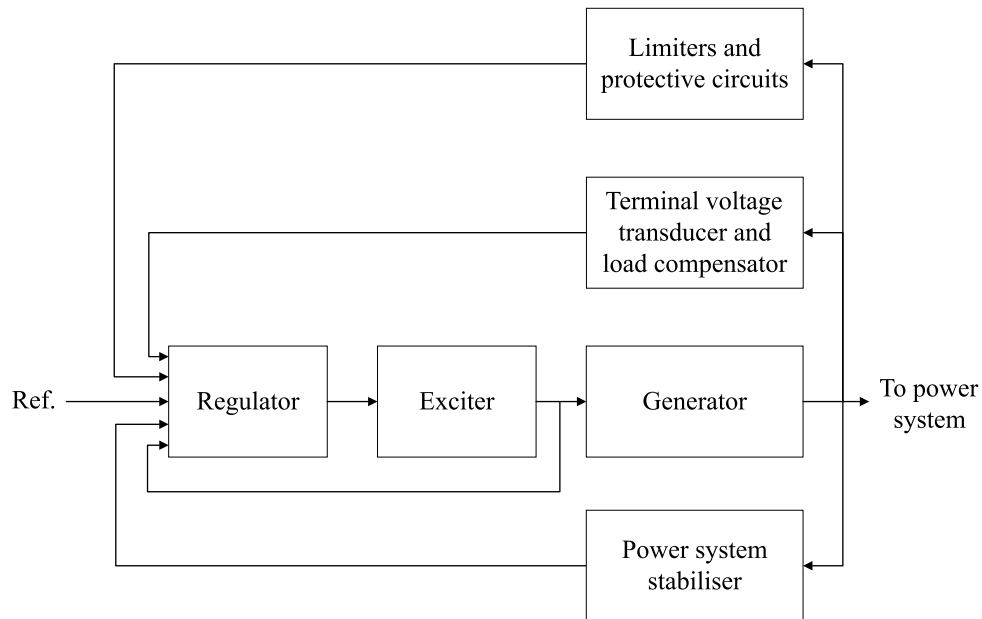 Limiters and
protective circuits
Terminal voltage
transducer and
load compensator
Ref.
Regulator
Exciter
Generator
To power
system
Power system
stabiliser